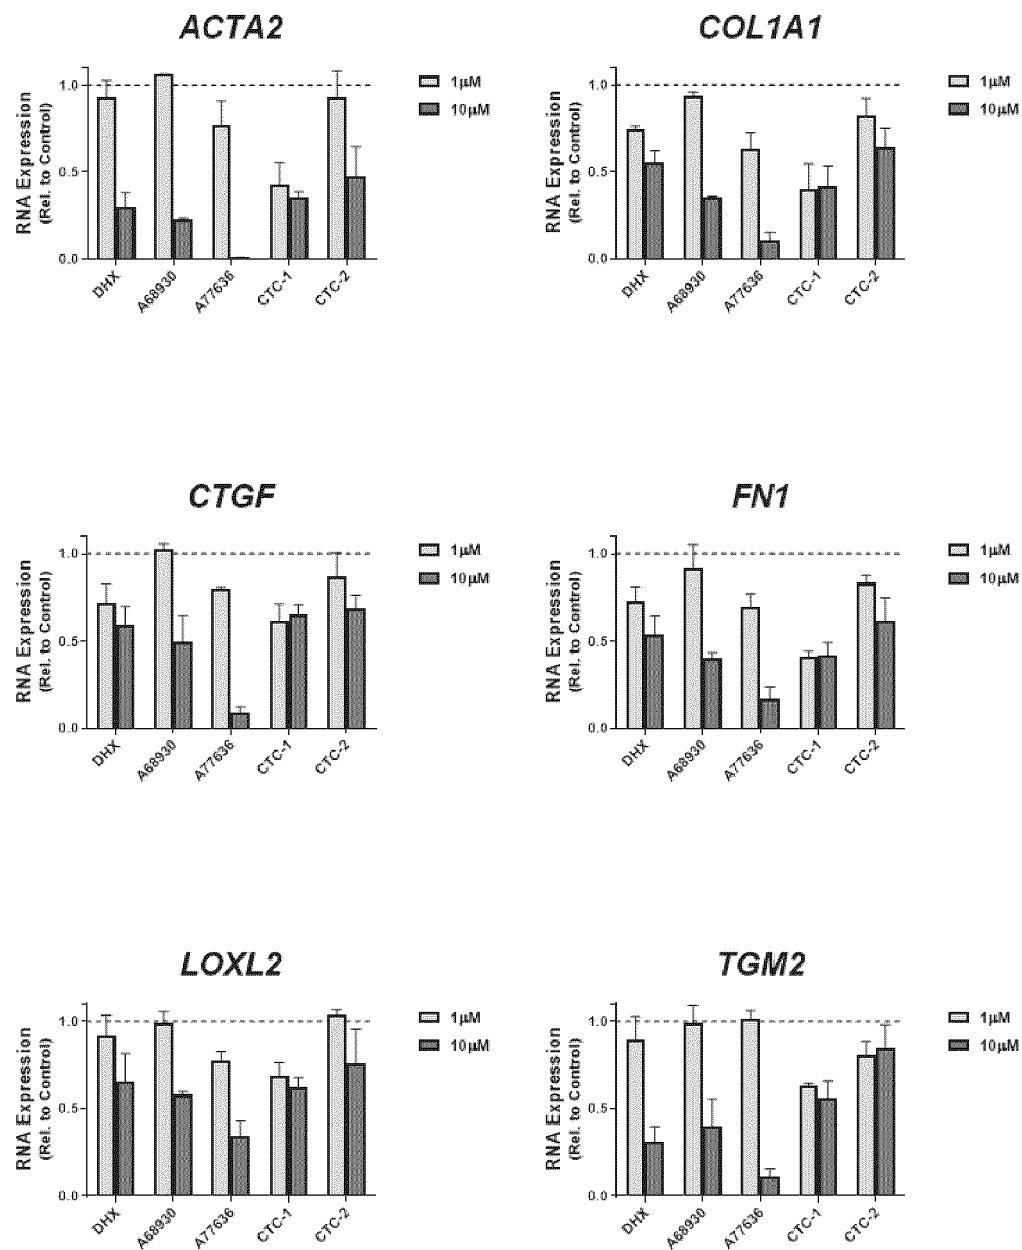 ACTA2
1.0
0.5
0.0
RNA Expression
(Rel. to Control)
DHX
A68930
A77636
CTC-1
CTC-2
1μM
10μM
COL1A1
1.0
0.5
0.0
RNA Expression
(Rel. to Control)
DHX
A68930
A77636
CTC-1
CTC-2
1μM
10μM
CTGF
1.0
0.5
0.0
RNA Expression
(Rel. to Control)
DHX
A68930
A77636
CTC-1
CTC-2
1μM
10μM
FN1
1.0
0.5
0.0
RNA Expression
(Rel. to Control)
DHX
A68930
A77636
CTC-1
CTC-2
1μM
10μM
LOXL2
1.0
0.5
0.0
RNA Expression
(Rel. to Control)
DHX
A68930
A77636
CTC-1
CTC-2
1μM
10μM
TGM2
1.0
0.5
0.0
RNA Expression
(Rel. to Control)
DHX
A68930
A77636
CTC-1
CTC-2
1μM
10μM